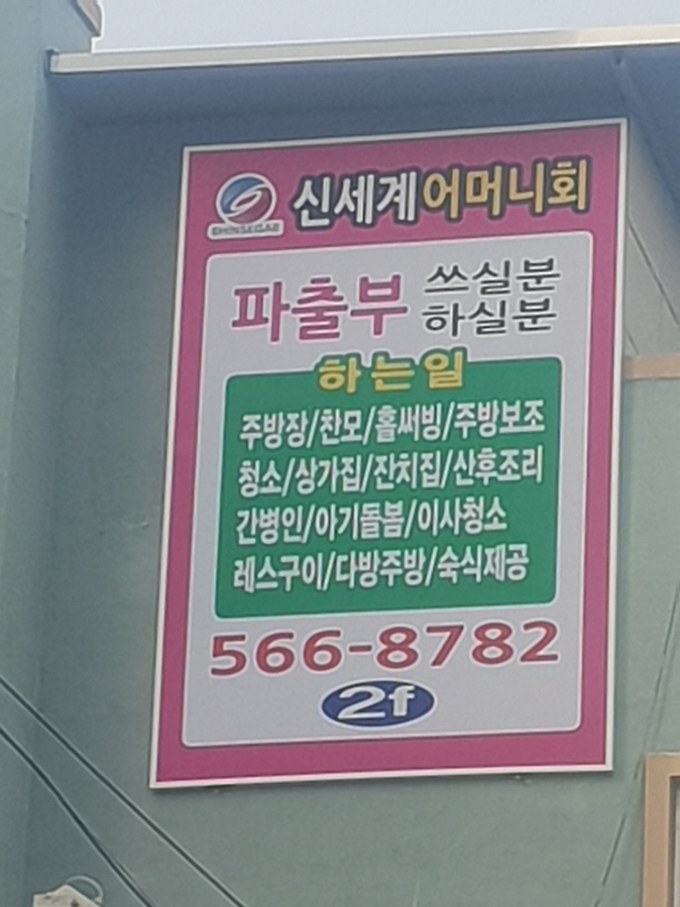 SHINSEGAE
신세계어머니회
파출부
쓰실분
하실분
하는일
주방장/찬모/홀써빙/주방보조
청소/상가집/잔치집/산후조리
간병인/아기돌봄/이사청소
레스구이/다방주방/숙식제공
566-8782
2f